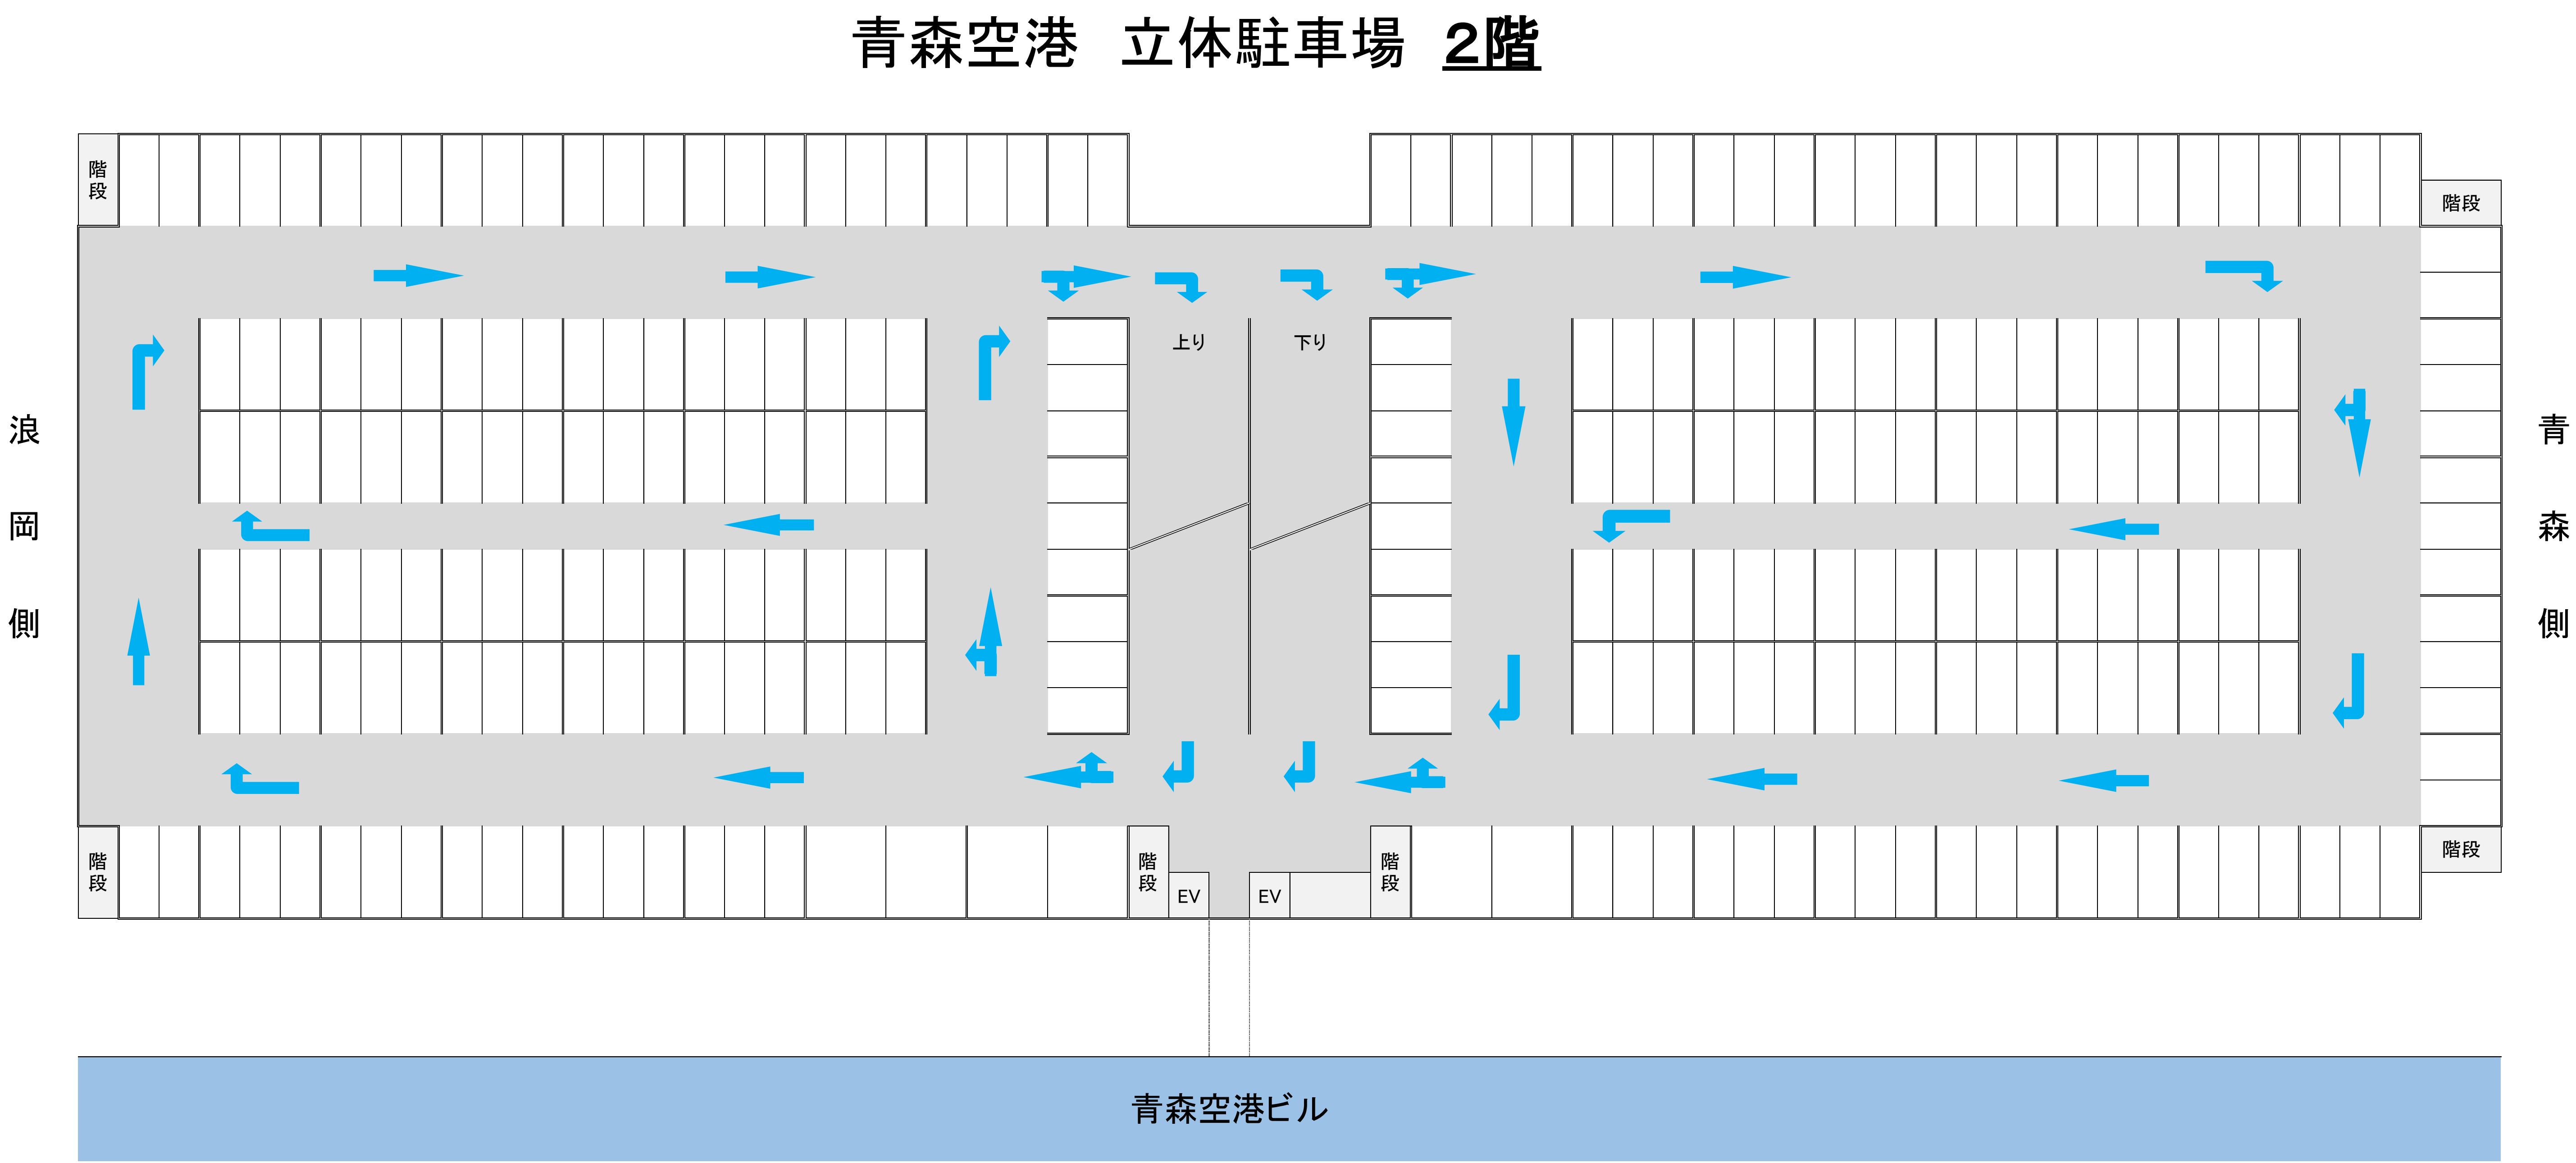 青森空港　立体駐車場　２階
階段
階段
上り
下り
浪岡側
青森側
階段
階段
EV
EV
階段
階段
青森空港ビル